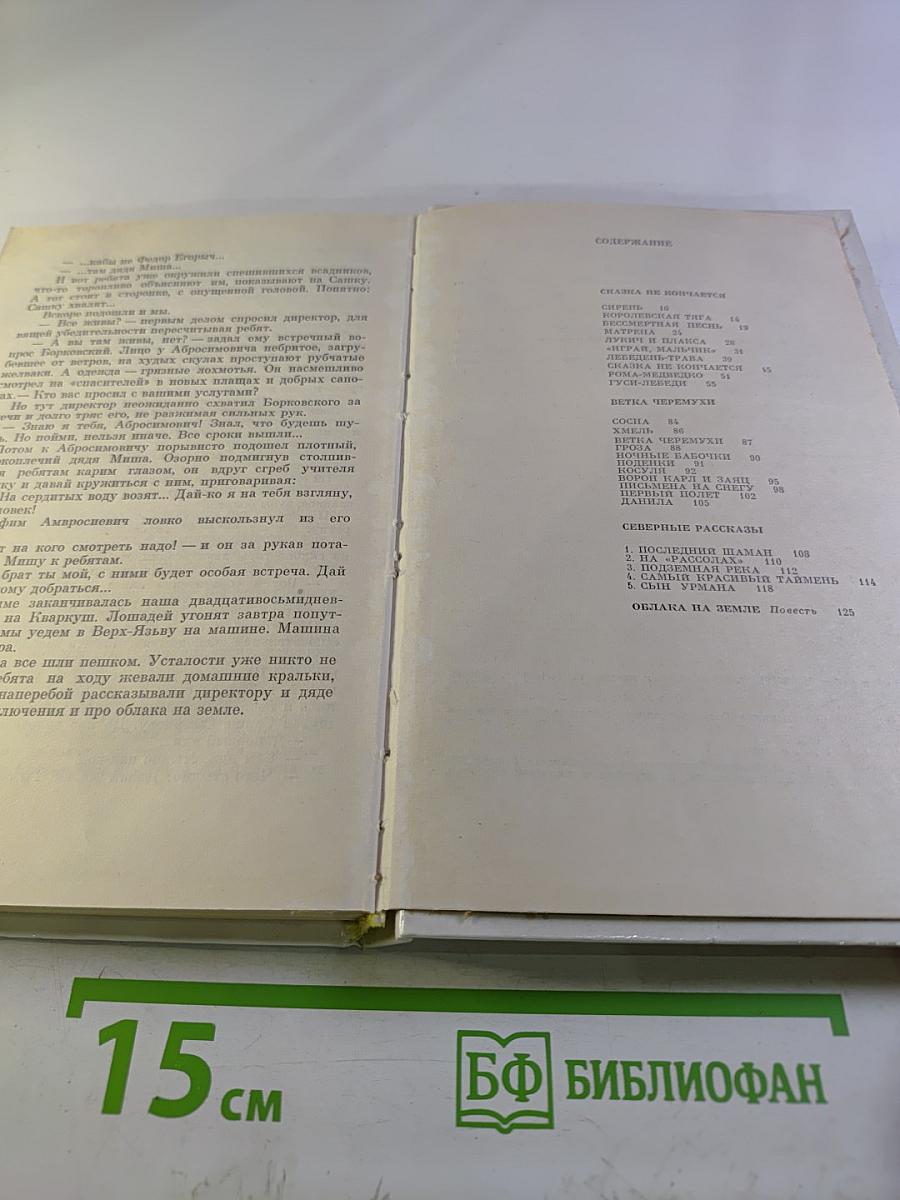 — ...кабы не Федор Егорыч...
— ...там дядя Миша...
И вот ребята уже окружили спешившихся всадников,
что-то торопливо объясняют им, показывают на Сашку.
А тот стоит в сторонке, с опущенной головой. Понятно:
Сашку хвалят...
Вскоре подошли и мы.
— Все живы? — первым делом спросил директор, для
вящей убедительности пересчитывая ребят.
— А вы там живы, нет? — задал ему встречный во-
прос Борковский. Лицо у Абросимовича небритое, загру-
бевшее от ветров, на худых скулах проступают рубчатые
желваки. А одежда — грязные лохмотья. Он насмешливо
смотрел на «спасителей» в новых плащах и добрых сапо-
ах. — Кто вас просил с вашими услугами?
Но тут директор неожиданно схватил Борковского за
ечи и долго тряс его, не разжимая сильных рук.
— Знаю я тебя, Абросимович! Знал, что будешь шу-
ь. Но пойми, нельзя иначе. Все сроки вышли...
Потом к Абросимовичу порывисто подошел плотный,
окоплечий дядя Миша. Озорно подмигнув столпив-
я ребятам карим глазом, он вдруг сгреб учителя
ку и давай кружиться с ним, приговаривая:
На сердитых воду возят... Дай-ко я на тебя взгляну,
ловек!
фим Амвросиевич ловко выскользнул из его
т на кого смотреть надо! — и он за рукав пота-
Мишу к ребятам.
брат ты мой, с ними будет особая встреча. Дай
ому добраться...
ме заканчивалась наша двадцативосьмиднев-
на Кваркуш. Лошадей угонят завтра попут-
мы уедем в Верх-Язьву на машине. Машина
ра.
а все шли пешком. Усталости уже никто не
ебята на ходу жевали домашние кральки,
наперебой рассказывали директору и дяде
лючения и про облака на земле.
СОДЕРЖАНИЕ
СКАЗКА НЕ КОНЧАЕТСЯ
СИРЕНЬ 10
КОРОЛЕВСКАЯ ТЯГА 14
БЕССМЕРТНАЯ ПЕСНЬ 19
МАТРЕНА 24
ЛУКИЧ И ПЛАКСА 28
«ИГРАЙ, МАЛЬЧИК» 31
ЛЕБЕДЕНЬ-ТРАВА 39
СКАЗКА НЕ КОНЧАЕТСЯ 45
РОМА-МЕДВЕДКО 51
ГУСИ-ЛЕБЕДИ 55
ВЕТКА ЧЕРЕМУХИ
СОСНА 84
ХМЕЛЬ 86
ВЕТКА ЧЕРЕМУХИ 87
ГРОЗА 88
НОЧНЫЕ БАБОЧКИ 90
ПОДЕНКИ 91
КОСУЛЯ 92
ВОРОН КАРЛ И ЗАЯЦ 95
ПИСЬМЕНА НА СНЕГУ 98
ПЕРВЫЙ ПОЛЕТ 102
ДАНИЛА 105
СЕВЕРНЫЕ РАССКАЗЫ
1. ПОСЛЕДНИЙ ШАМАН 108
2. НА «РАССОЛАХ» 110
3. ПОДЗЕМНАЯ РЕКА 112
4. САМЫЙ КРАСИВЫЙ ТАЙМЕНЬ 114
5. СЫН УРМАНА 118
ОБЛАКА НА ЗЕМЛЕ Повесть 125
15 см
БФ БИБЛИОФАН